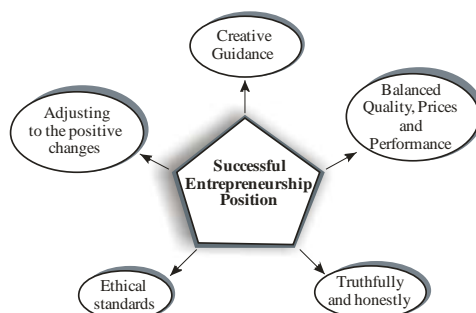 Creative
Guidance
Adjusting
to the positive
changes
Balanced
Quality, Prices
and
Performance
Successful
Entrepreneurship
Position
Ethical
standards
Truthfully
and honestly